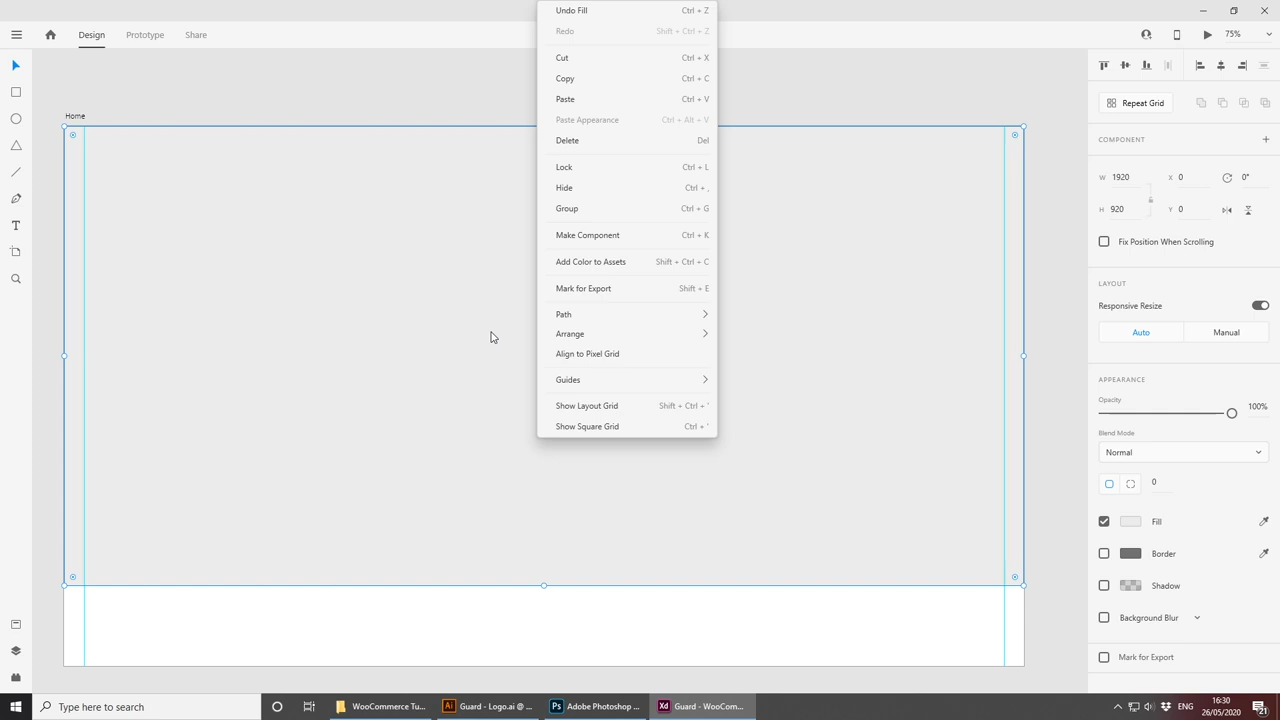 Undo Fill Ctrl + Z
Redo Shift + Ctrl + Z
Cut Ctrl + X
Copy Ctrl + C
Paste Ctrl + V
Paste Appearance Ctrl + Alt + V
Delete Del
Lock Ctrl + L
Hide Ctrl + ,
Group Ctrl + G
Make Component Ctrl + K
Add Color to Assets Shift + Ctrl + C
Mark for Export Shift + E
Path
Arrange
Align to Pixel Grid
Guides
Show Layout Grid Shift + Ctrl + '
Show Square Grid Ctrl + '
Design Prototype Share
75%
Home
Repeat Grid
COMPONENT
W 1920 X 0 0°
H 920 Y 0
Fix Position When Scrolling
LAYOUT
Responsive Resize
Auto Manual
APPEARANCE
Opacity
100%
Blend Mode
Normal
0
Fill
Border
Shadow
Background Blur
Mark for Export
Type here to search
WooCommerce Tu...
Ai Guard - Logo.ai @ ...
Ps Adobe Photoshop ...
Xd Guard - WooCom...
16:30
26/05/2020